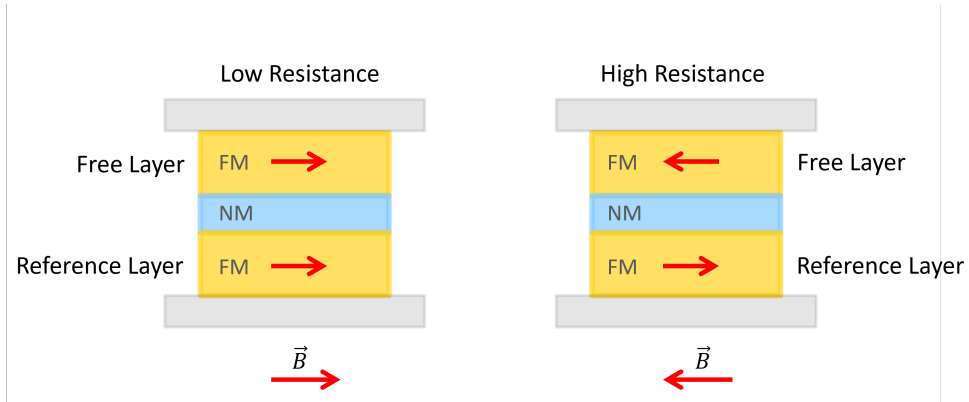 Low Resistance
High Resistance
Free Layer
FM
FM
Free Layer
NM
NM
Reference Layer
FM
FM
Reference Layer
B⃗
B⃗